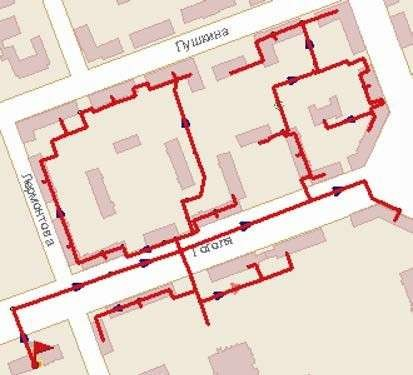 Пушкина
Лермонтова
Гоголя